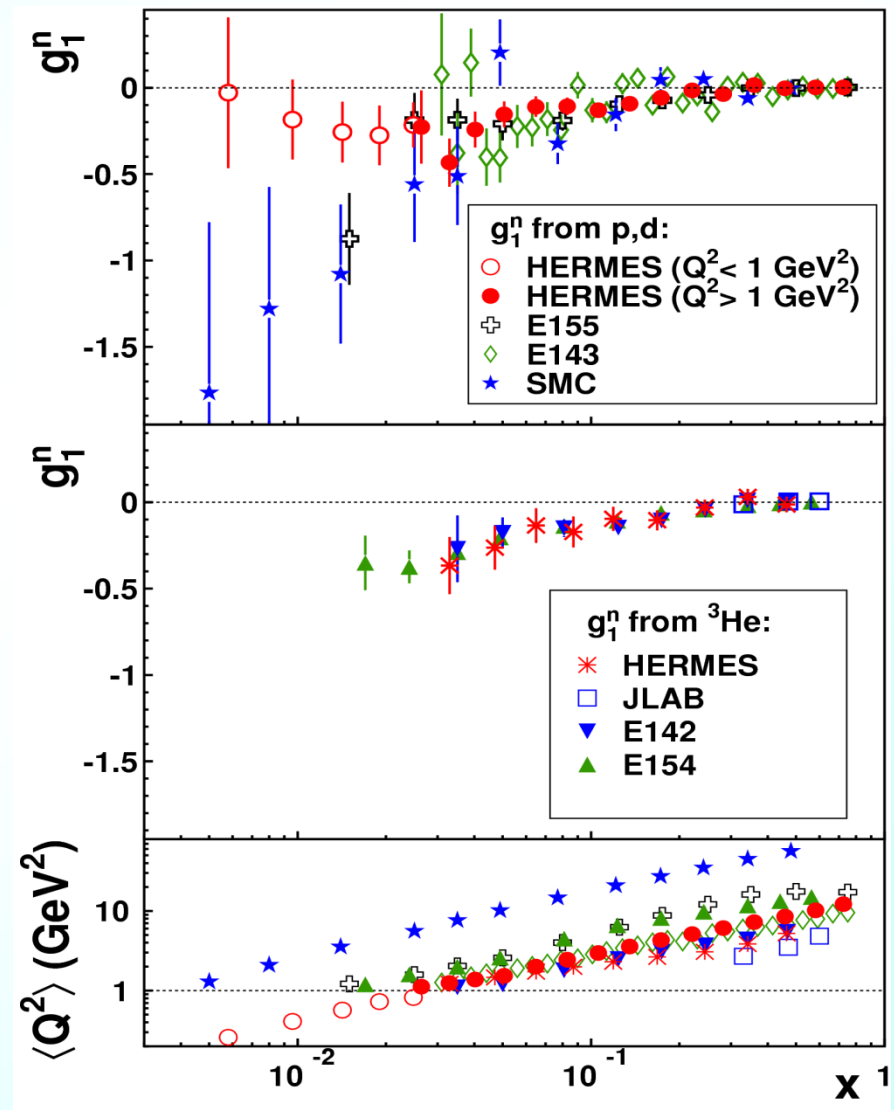 g₁ⁿ
0
-0.5
-1
-1.5
g₁ⁿ from p,d:
HERMES (Q² < 1 GeV²)
HERMES (Q² > 1 GeV²)
E155
E143
SMC
g₁ⁿ
0
-0.5
-1
-1.5
g₁ⁿ from ³He:
HERMES
JLAB
E142
E154
⟨Q²⟩ (GeV²)
10
1
10⁻² 10⁻¹ 1
x